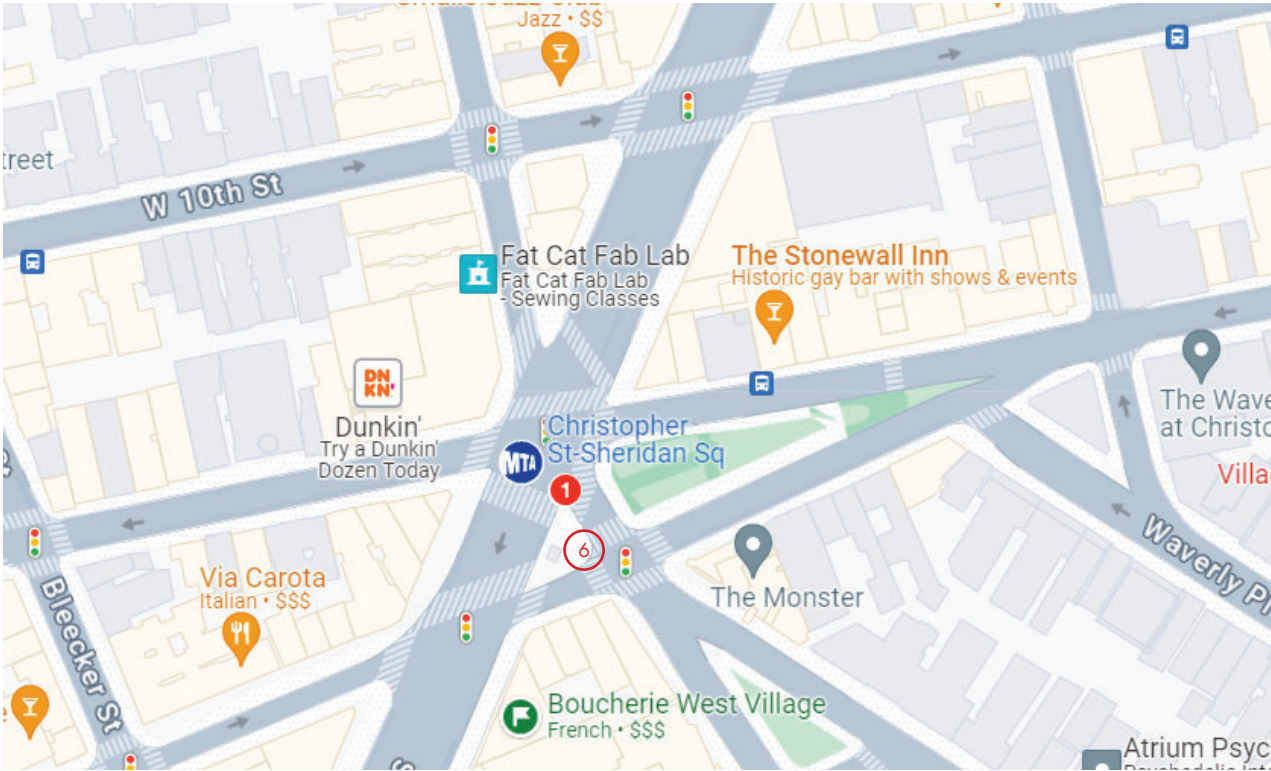 Jazz • $$
W 10th St
Fat Cat Fab Lab
Fat Cat Fab Lab
- Sewing Classes
The Stonewall Inn
Historic gay bar with shows & events
DN
KN'
Dunkin'
Try a Dunkin'
Dozen Today
Christopher
St-Sheridan Sq
MTA
1
6
The Wave
at Christo
Villa
Waverly Pl
Via Carota
Italian • $$$
The Monster
Bleecker St
Boucherie West Village
French • $$$
Atrium Psyc